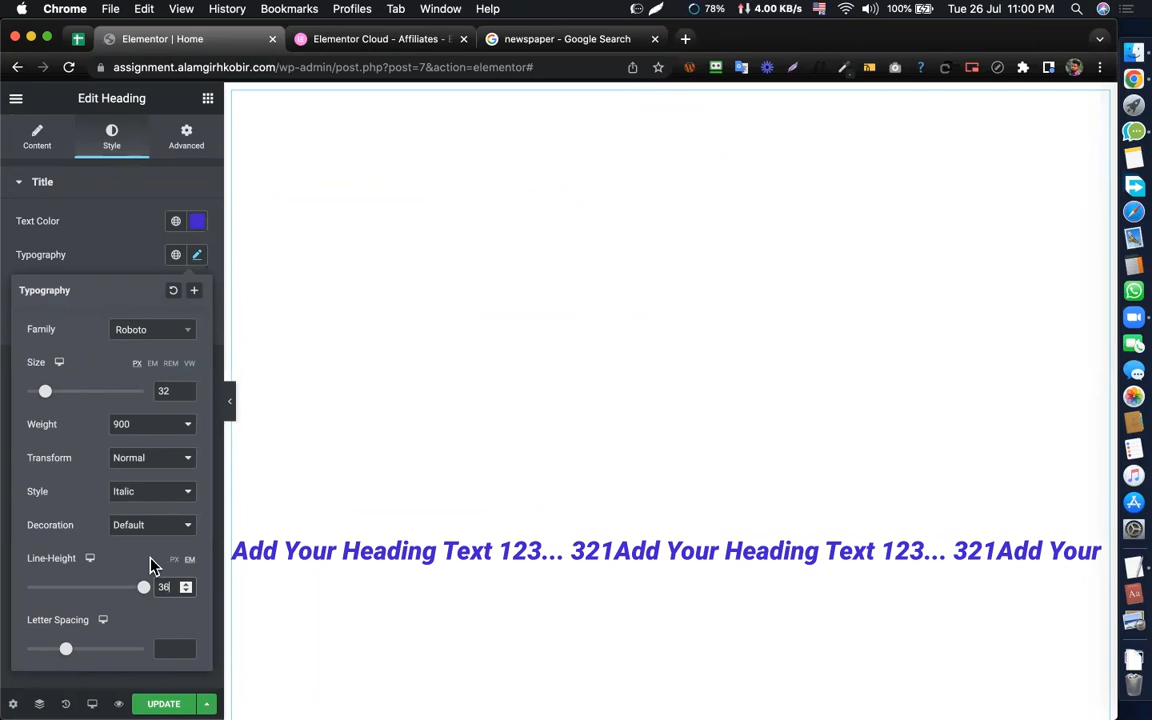 Chrome File Edit View History Bookmarks Profiles Tab Window Help 78% 4.00 KB/s 100% Tue 26 Jul 11:00 PM
Elementor | Home Elementor Cloud - Affiliates - newspaper - Google Search
assignment.alamgirhkobir.com/wp-admin/post.php?post=7&action=elementor#
Edit Heading
Content Style Advanced
Title
Text Color
Typography
Typography
Family Roboto
Size PX EM REM VW
32
Weight 900
Transform Normal
Style Italic
Decoration Default
Line-Height PX EM
36
Letter Spacing
UPDATE
Add Your Heading Text 123... 321Add Your Heading Text 123... 321Add Your